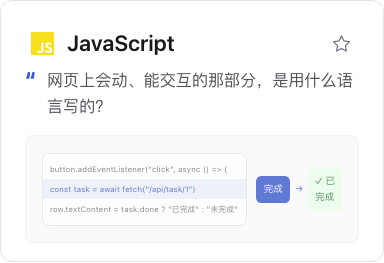 JS
JavaScript
“
网页上会动、能交互的那部分，是用什么语
言写的?
button.addEventListener("click", async () => {
const task = await fetch("/api/task/1")
row.textContent = task.done ? "已完成" : "未完成"
完成
→
✓ 已
完成